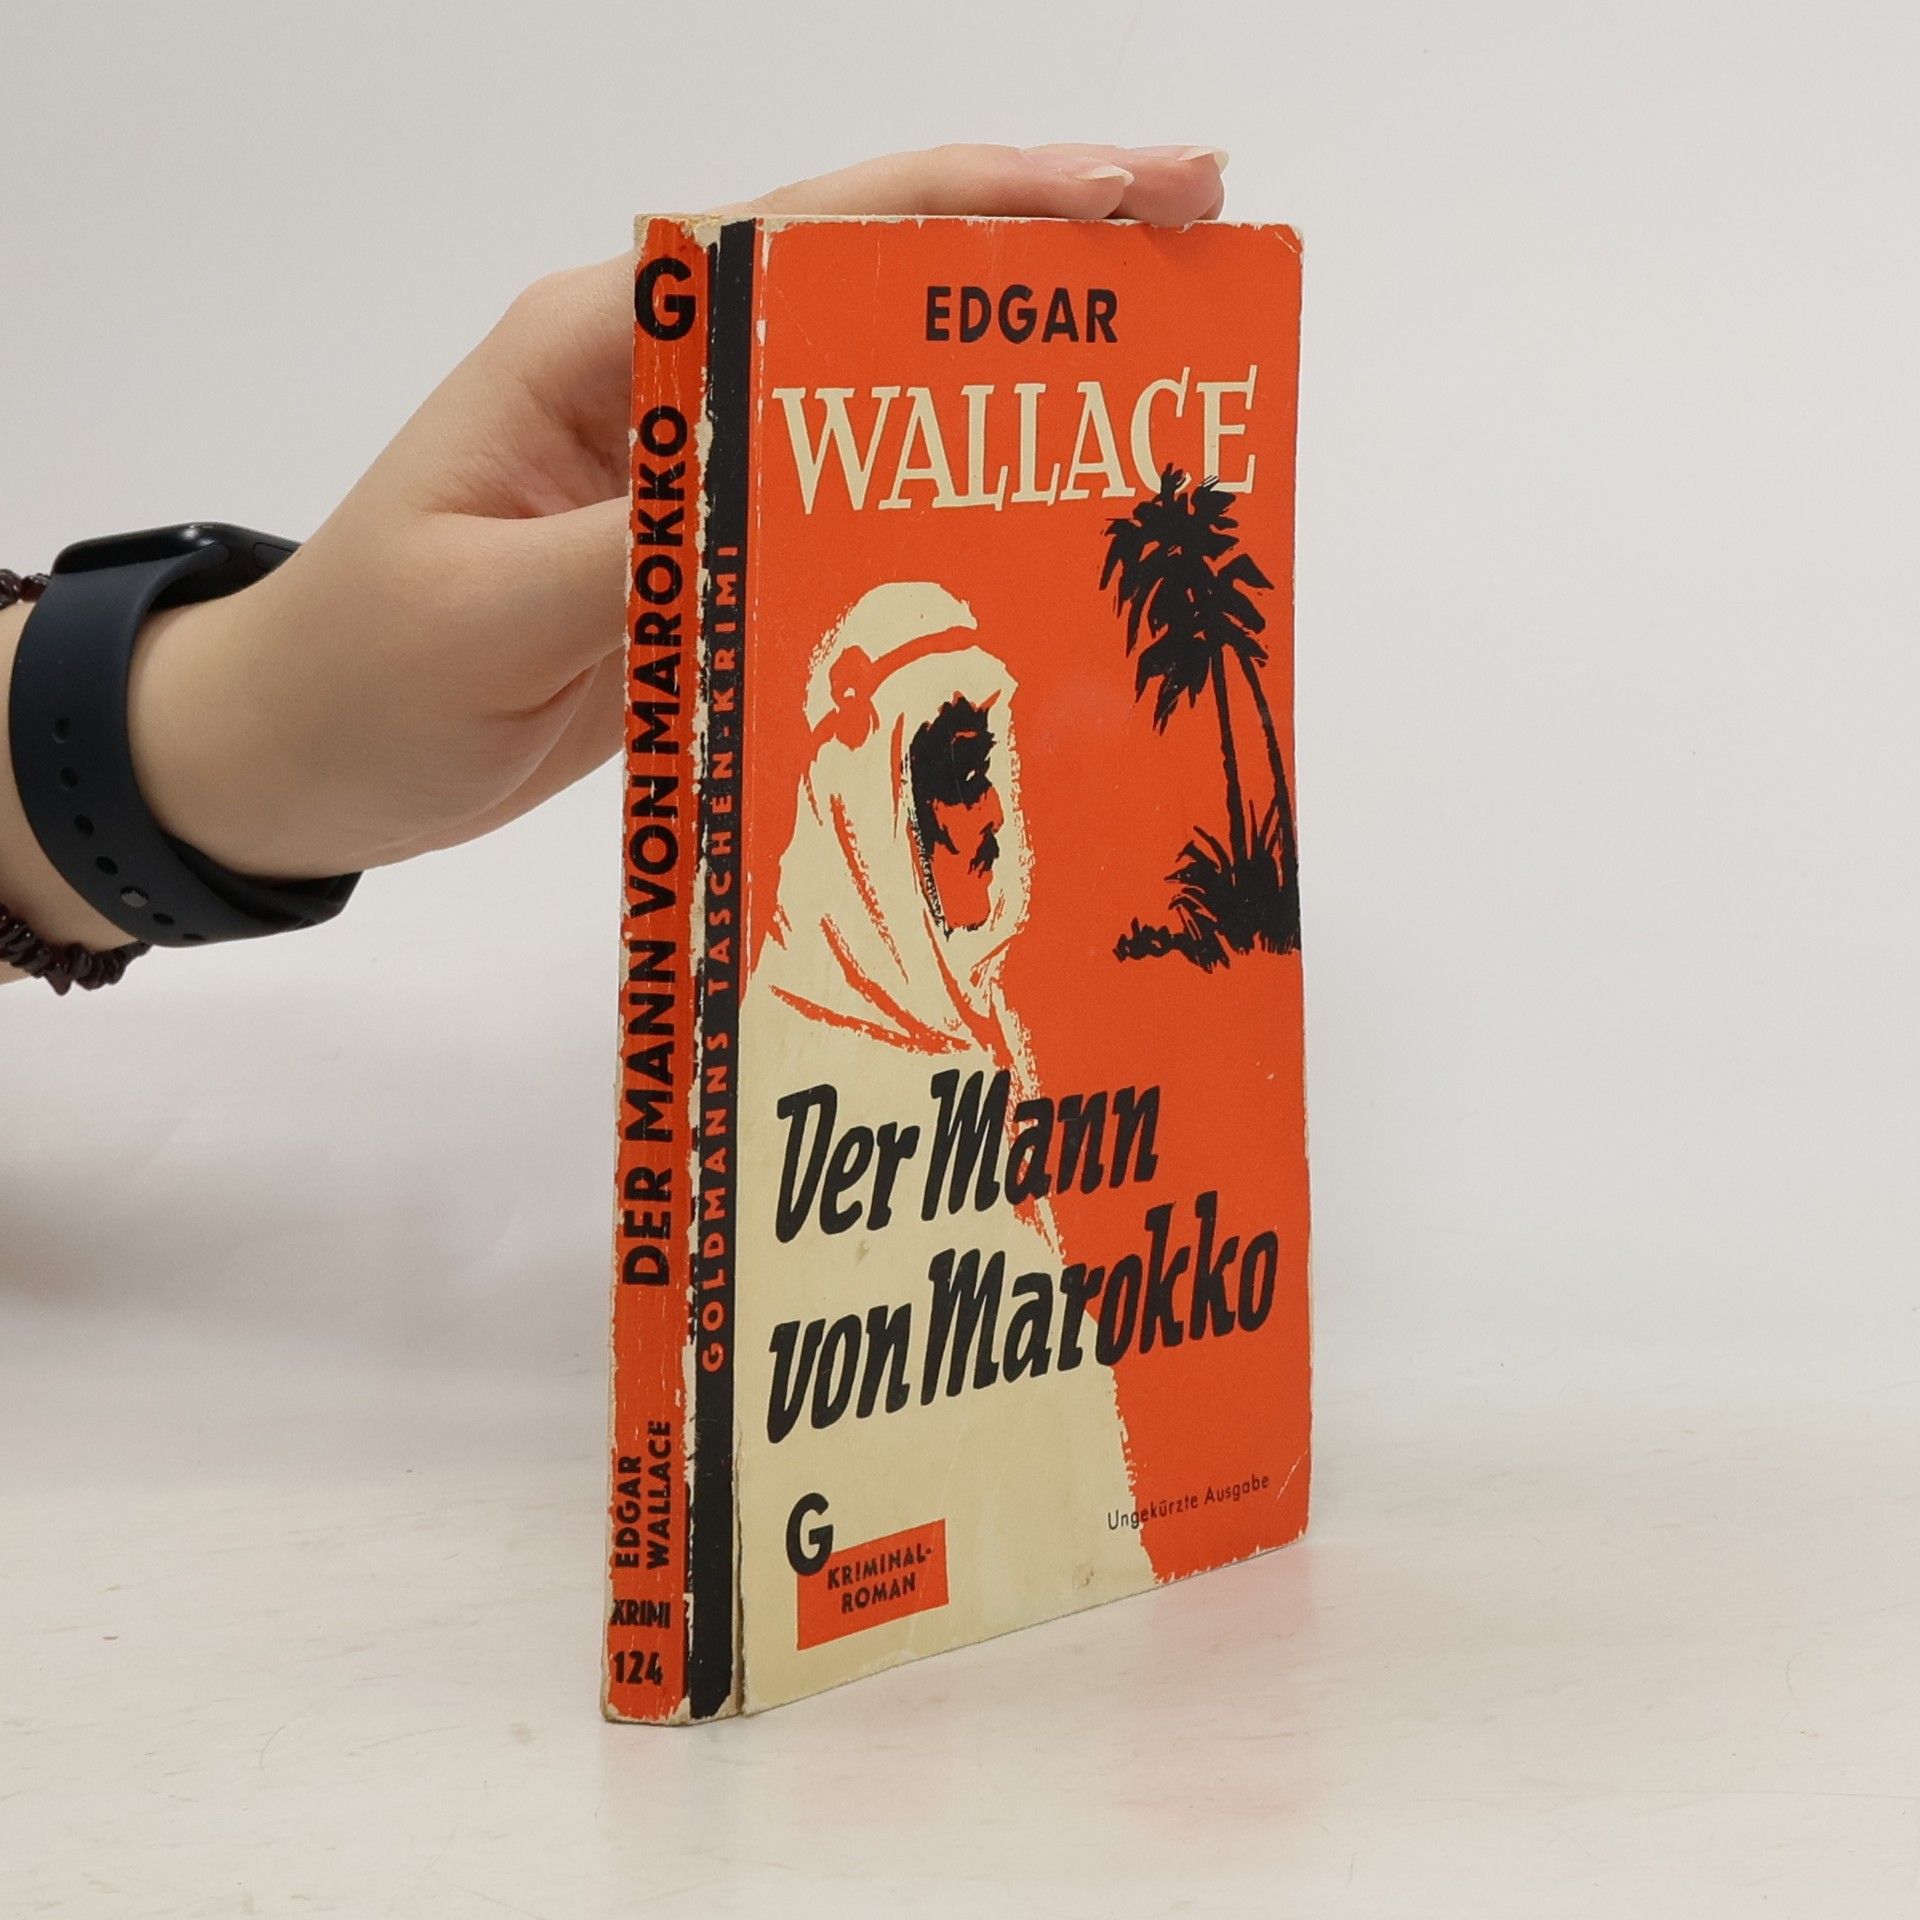 EDGAR
WALLACE
Der Mann
von Marokko
Ungekürzte Ausgabe
G
KRIMINAL-
ROMAN
G
DER MANN VON MAROKKO
EDGAR
WALLACE
KRIMI
124
GOLDMANNS TASCHEN-KRIMI